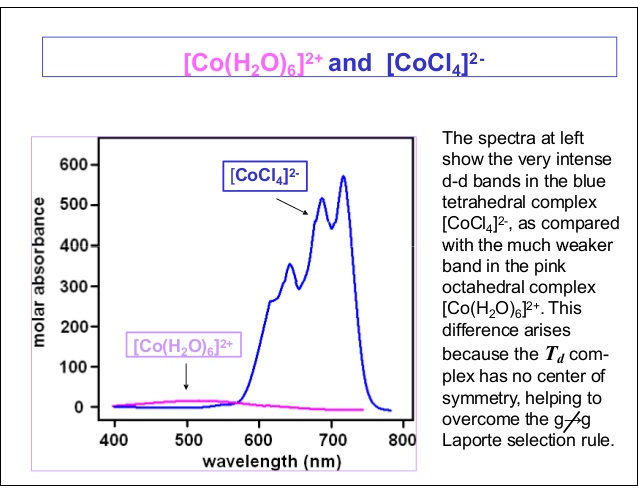 [Co(H₂O)₆]²⁺ and [CoCl₄]²⁻
molar absorbance
600
500
400
300
200
100
0
[CoCl₄]²⁻
[Co(H₂O)₆]²⁺
400 500 600 700 800
wavelength (nm)
The spectra at left
show the very intense
d-d bands in the blue
tetrahedral complex
[CoCl₄]²⁻, as compared
with the much weaker
band in the pink
octahedral complex
[Co(H₂O)₆]²⁺. This
difference arises
because the T_d com-
plex has no center of
symmetry, helping to
overcome the g↛g
Laporte selection rule.